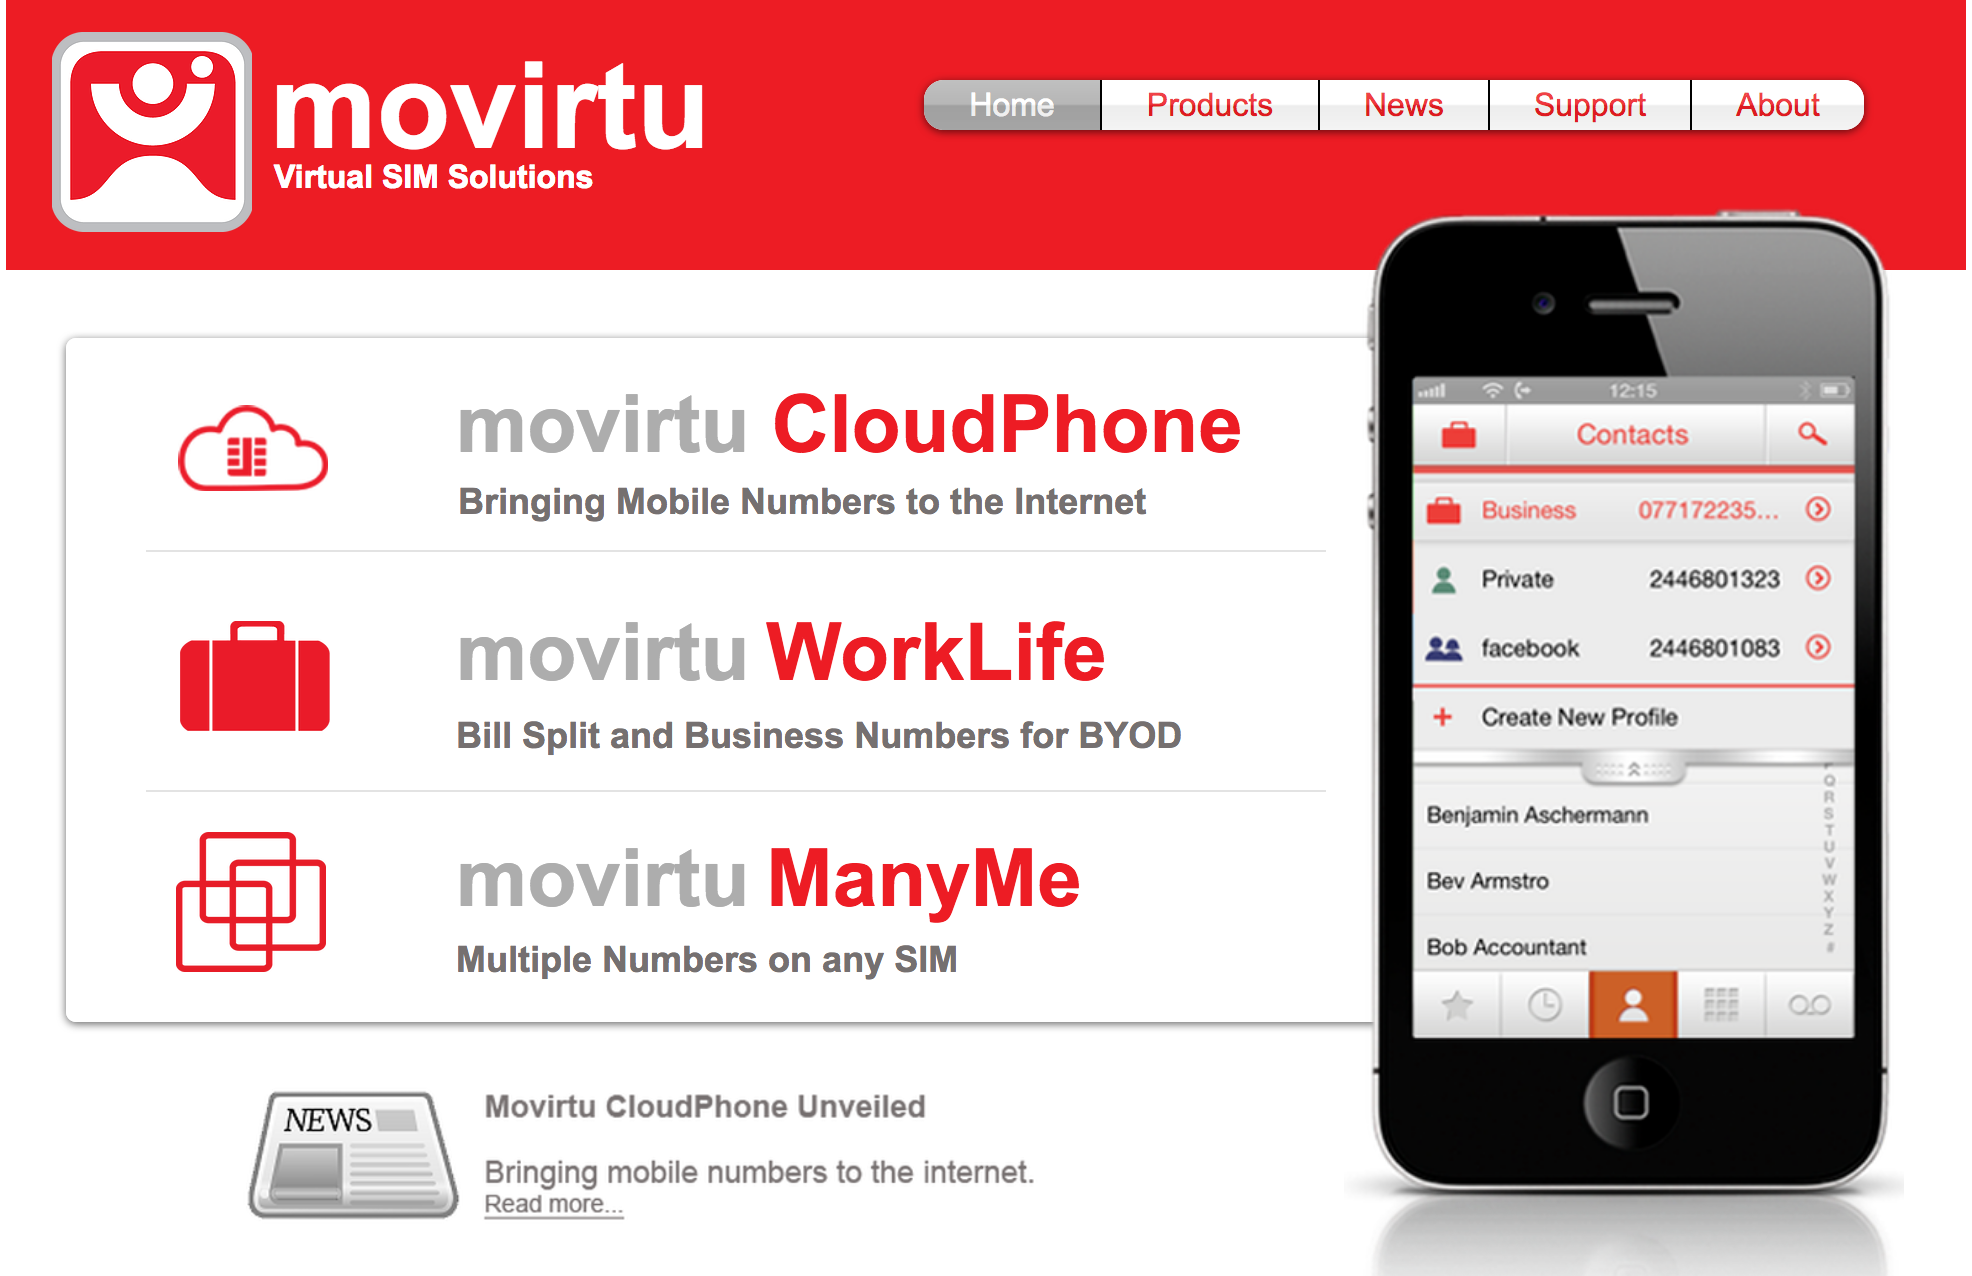 movirtu
Virtual SIM Solutions
Home Products News Support About
movirtu CloudPhone
Bringing Mobile Numbers to the Internet
movirtu WorkLife
Bill Split and Business Numbers for BYOD
movirtu ManyMe
Multiple Numbers on any SIM
12:15
Contacts
Business 077172235...
Private 2446801323
facebook 2446801083
+ Create New Profile
Benjamin Aschermann
Bev Armstro
Bob Accountant
Q
R
S
T
U
V
W
X
Y
Z
#
NEWS
Movirtu CloudPhone Unveiled
Bringing mobile numbers to the internet.
Read more...